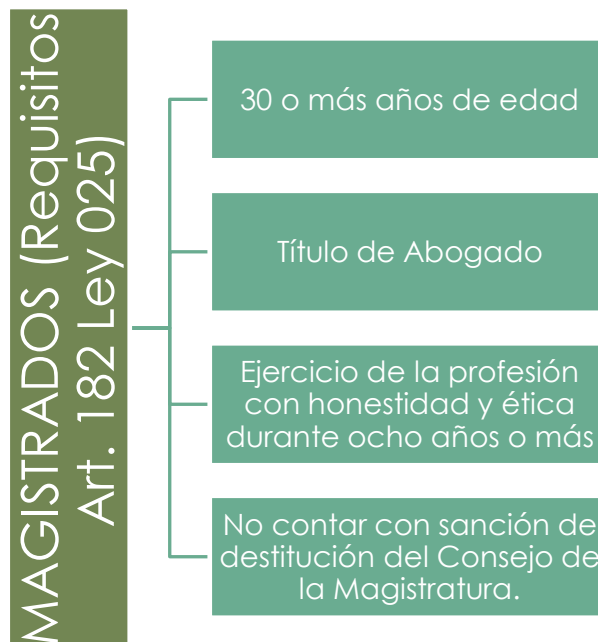 MAGISTRADOS (Requisitos
Art. 182 Ley 025)
30 o más años de edad
Título de Abogado
Ejercicio de la profesión
con honestidad y ética
durante ocho años o más
No contar con sanción de
destitución del Consejo de
la Magistratura.